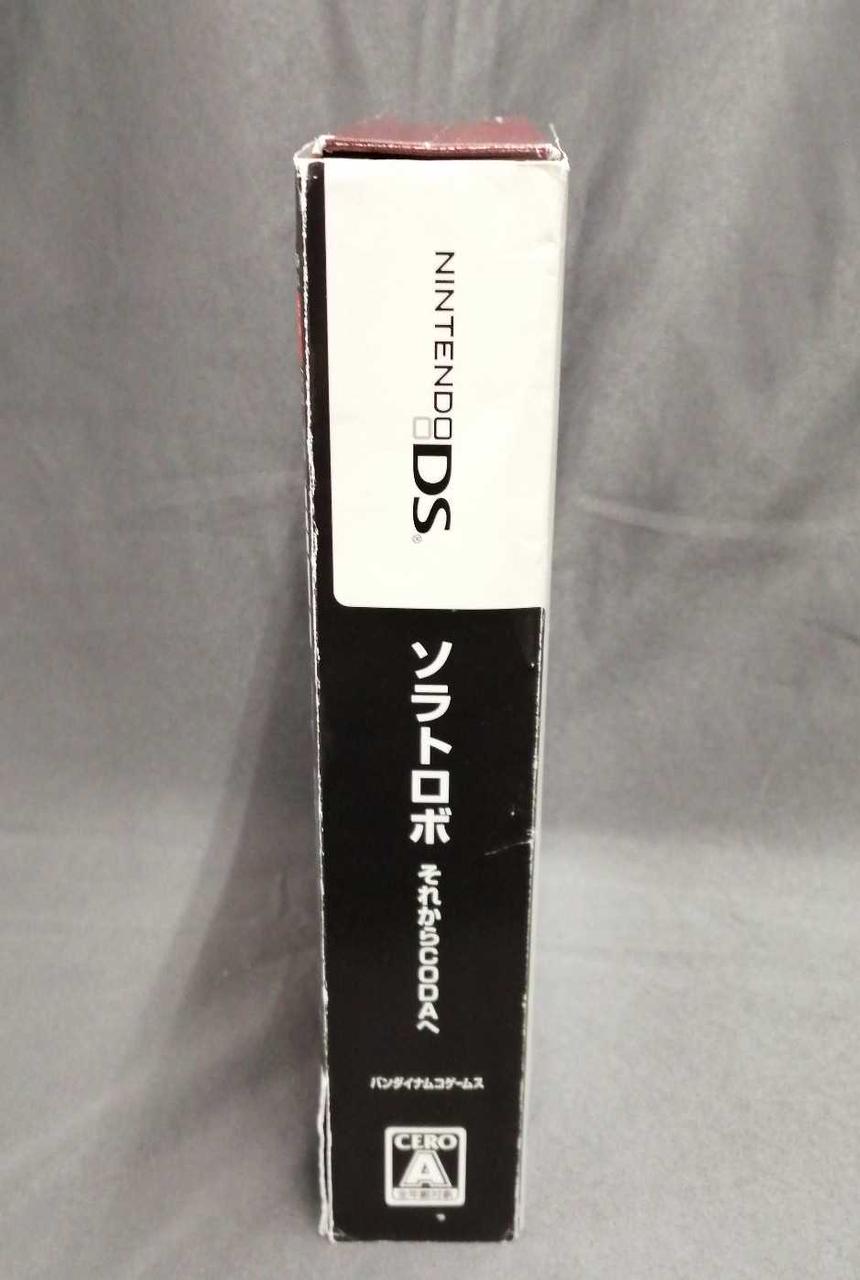 NINTENDO
DS®
ソラトロボ
それからCODAへ
バンダイナムコゲームス
CERO
A
全年齢対象